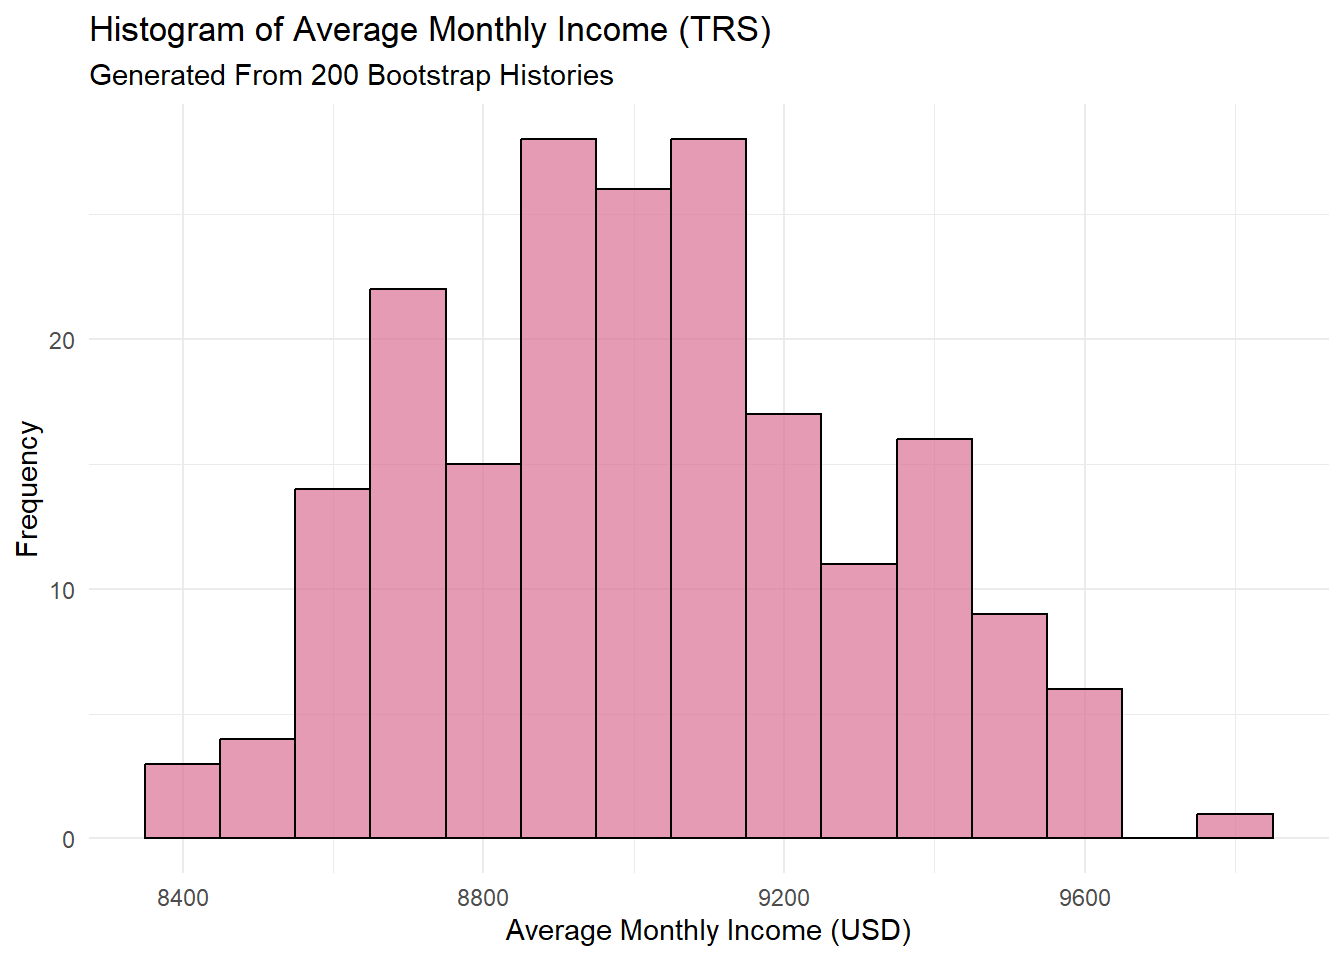 Histogram of Average Monthly Income (TRS)
Generated From 200 Bootstrap Histories
Frequency
20
10
0
8400 8800 9200 9600
Average Monthly Income (USD)